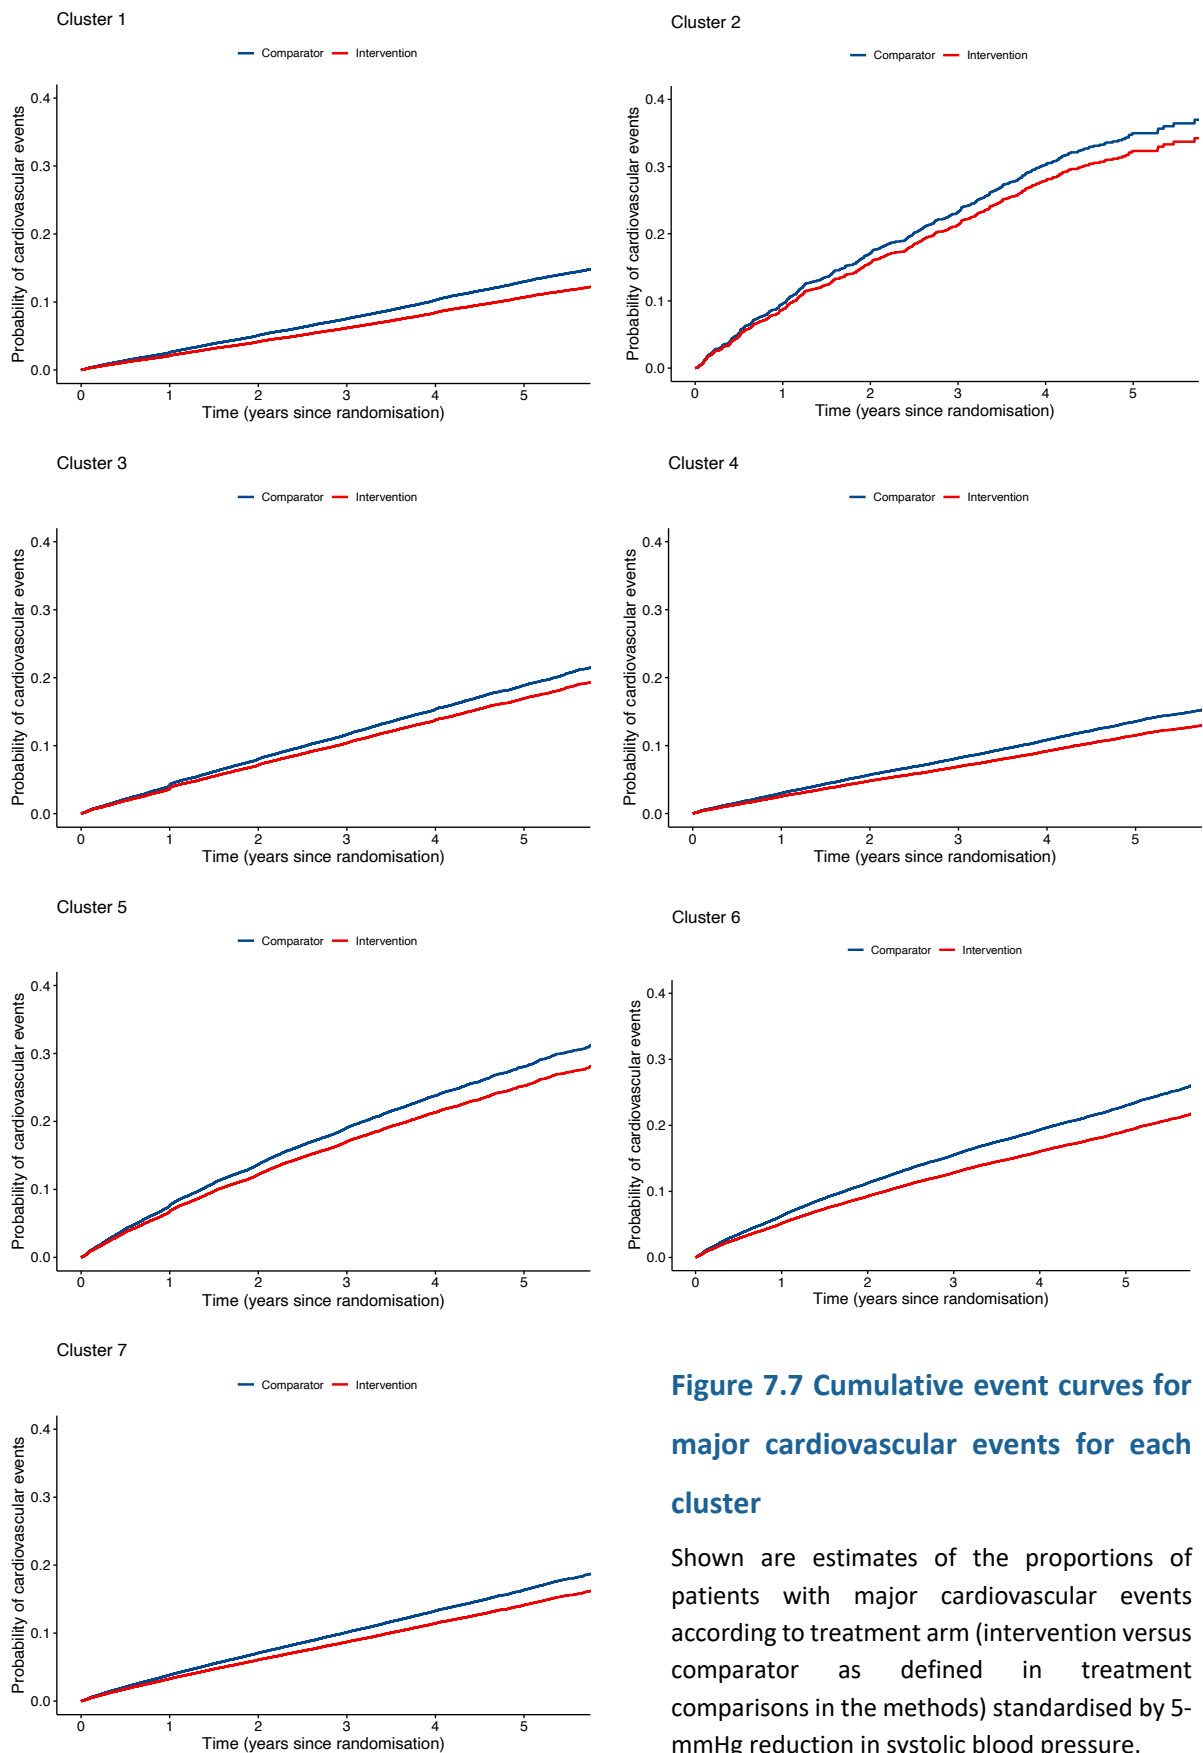 Cluster 1
Comparator Intervention
Probability of cardiovascular events
0.4
0.3
0.2
0.1
0.0
0 1 2 3 4 5
Time (years since randomisation)
Cluster 2
Comparator Intervention
Probability of cardiovascular events
0.4
0.3
0.2
0.1
0.0
0 1 2 3 4 5
Time (years since randomisation)
Cluster 3
Comparator Intervention
Probability of cardiovascular events
0.4
0.3
0.2
0.1
0.0
0 1 2 3 4 5
Time (years since randomisation)
Cluster 4
Comparator Intervention
Probability of cardiovascular events
0.4
0.3
0.2
0.1
0.0
0 1 2 3 4 5
Time (years since randomisation)
Cluster 5
Comparator Intervention
Probability of cardiovascular events
0.4
0.3
0.2
0.1
0.0
0 1 2 3 4 5
Time (years since randomisation)
Cluster 6
Comparator Intervention
Probability of cardiovascular events
0.4
0.3
0.2
0.1
0.0
0 1 2 3 4 5
Time (years since randomisation)
Cluster 7
Comparator Intervention
Probability of cardiovascular events
0.4
0.3
0.2
0.1
0.0
0 1 2 3 4 5
Time (years since randomisation)
Figure 7.7 Cumulative event curves for
major cardiovascular events for each
cluster
Shown are estimates of the proportions of
patients with major cardiovascular events
according to treatment arm (intervention versus
comparator as defined in treatment
comparisons in the methods) standardised by 5-
mmHg reduction in systolic blood pressure.